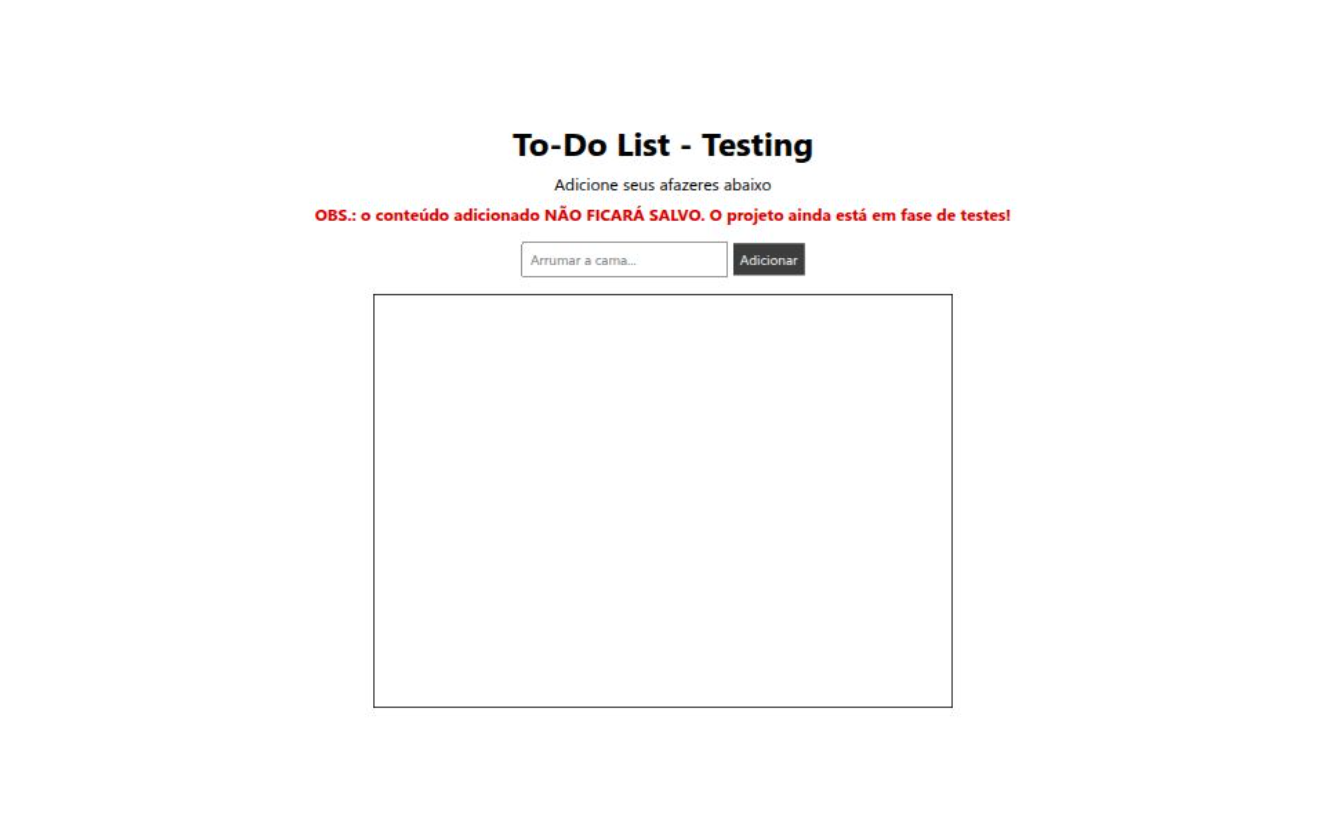 To-Do List - Testing
Adicione seus afazeres abaixo
OBS.: o conteúdo adicionado NÃO FICARÁ SALVO. O projeto ainda está em fase de testes!
Arrumar a cama... Adicionar